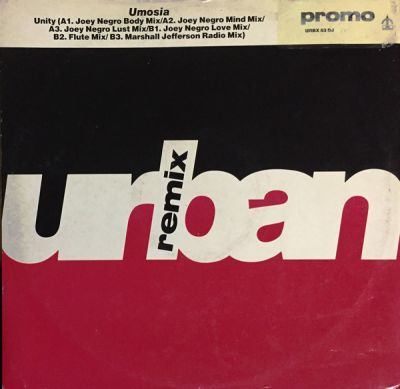 Umosia
Unity (A1. Joey Negro Body Mix/A2. Joey Negro Mind Mix/
A3. Joey Negro Lust Mix/B1. Joey Negro Love Mix/
B2. Flute Mix/ B3. Marshall Jefferson Radio Mix)
promo
URBX 83 DJ
urban
remix